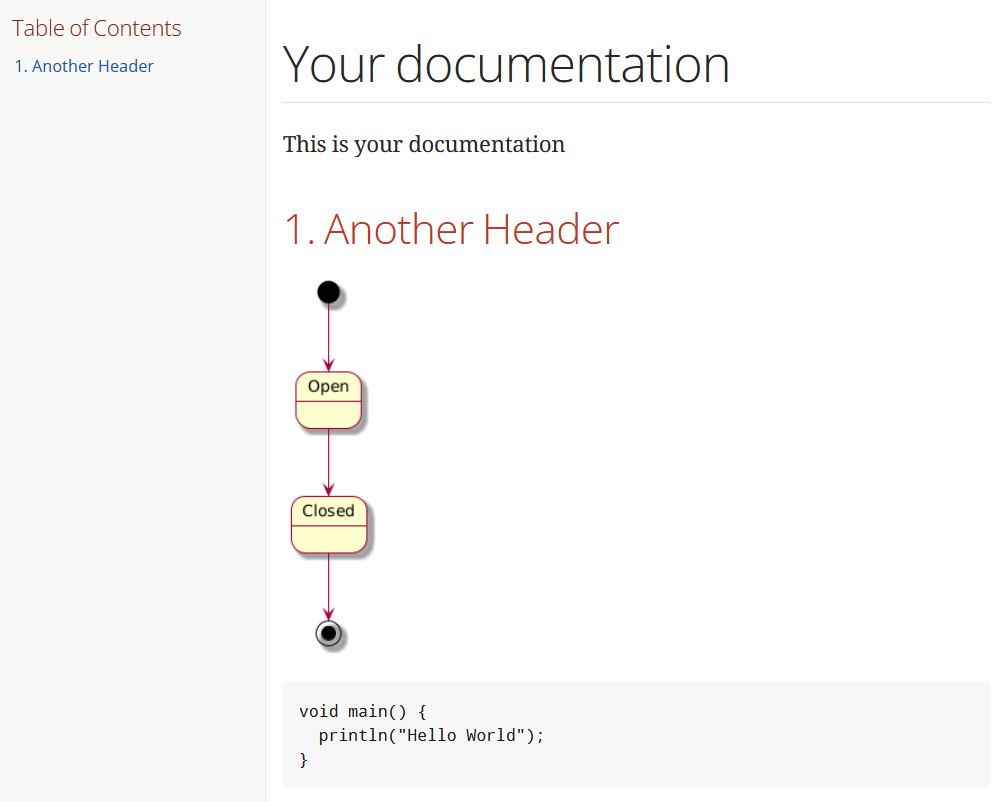 Table of Contents
1. Another Header
Your documentation
This is your documentation
1. Another Header
Open
Closed
void main() {
  println("Hello World");
}